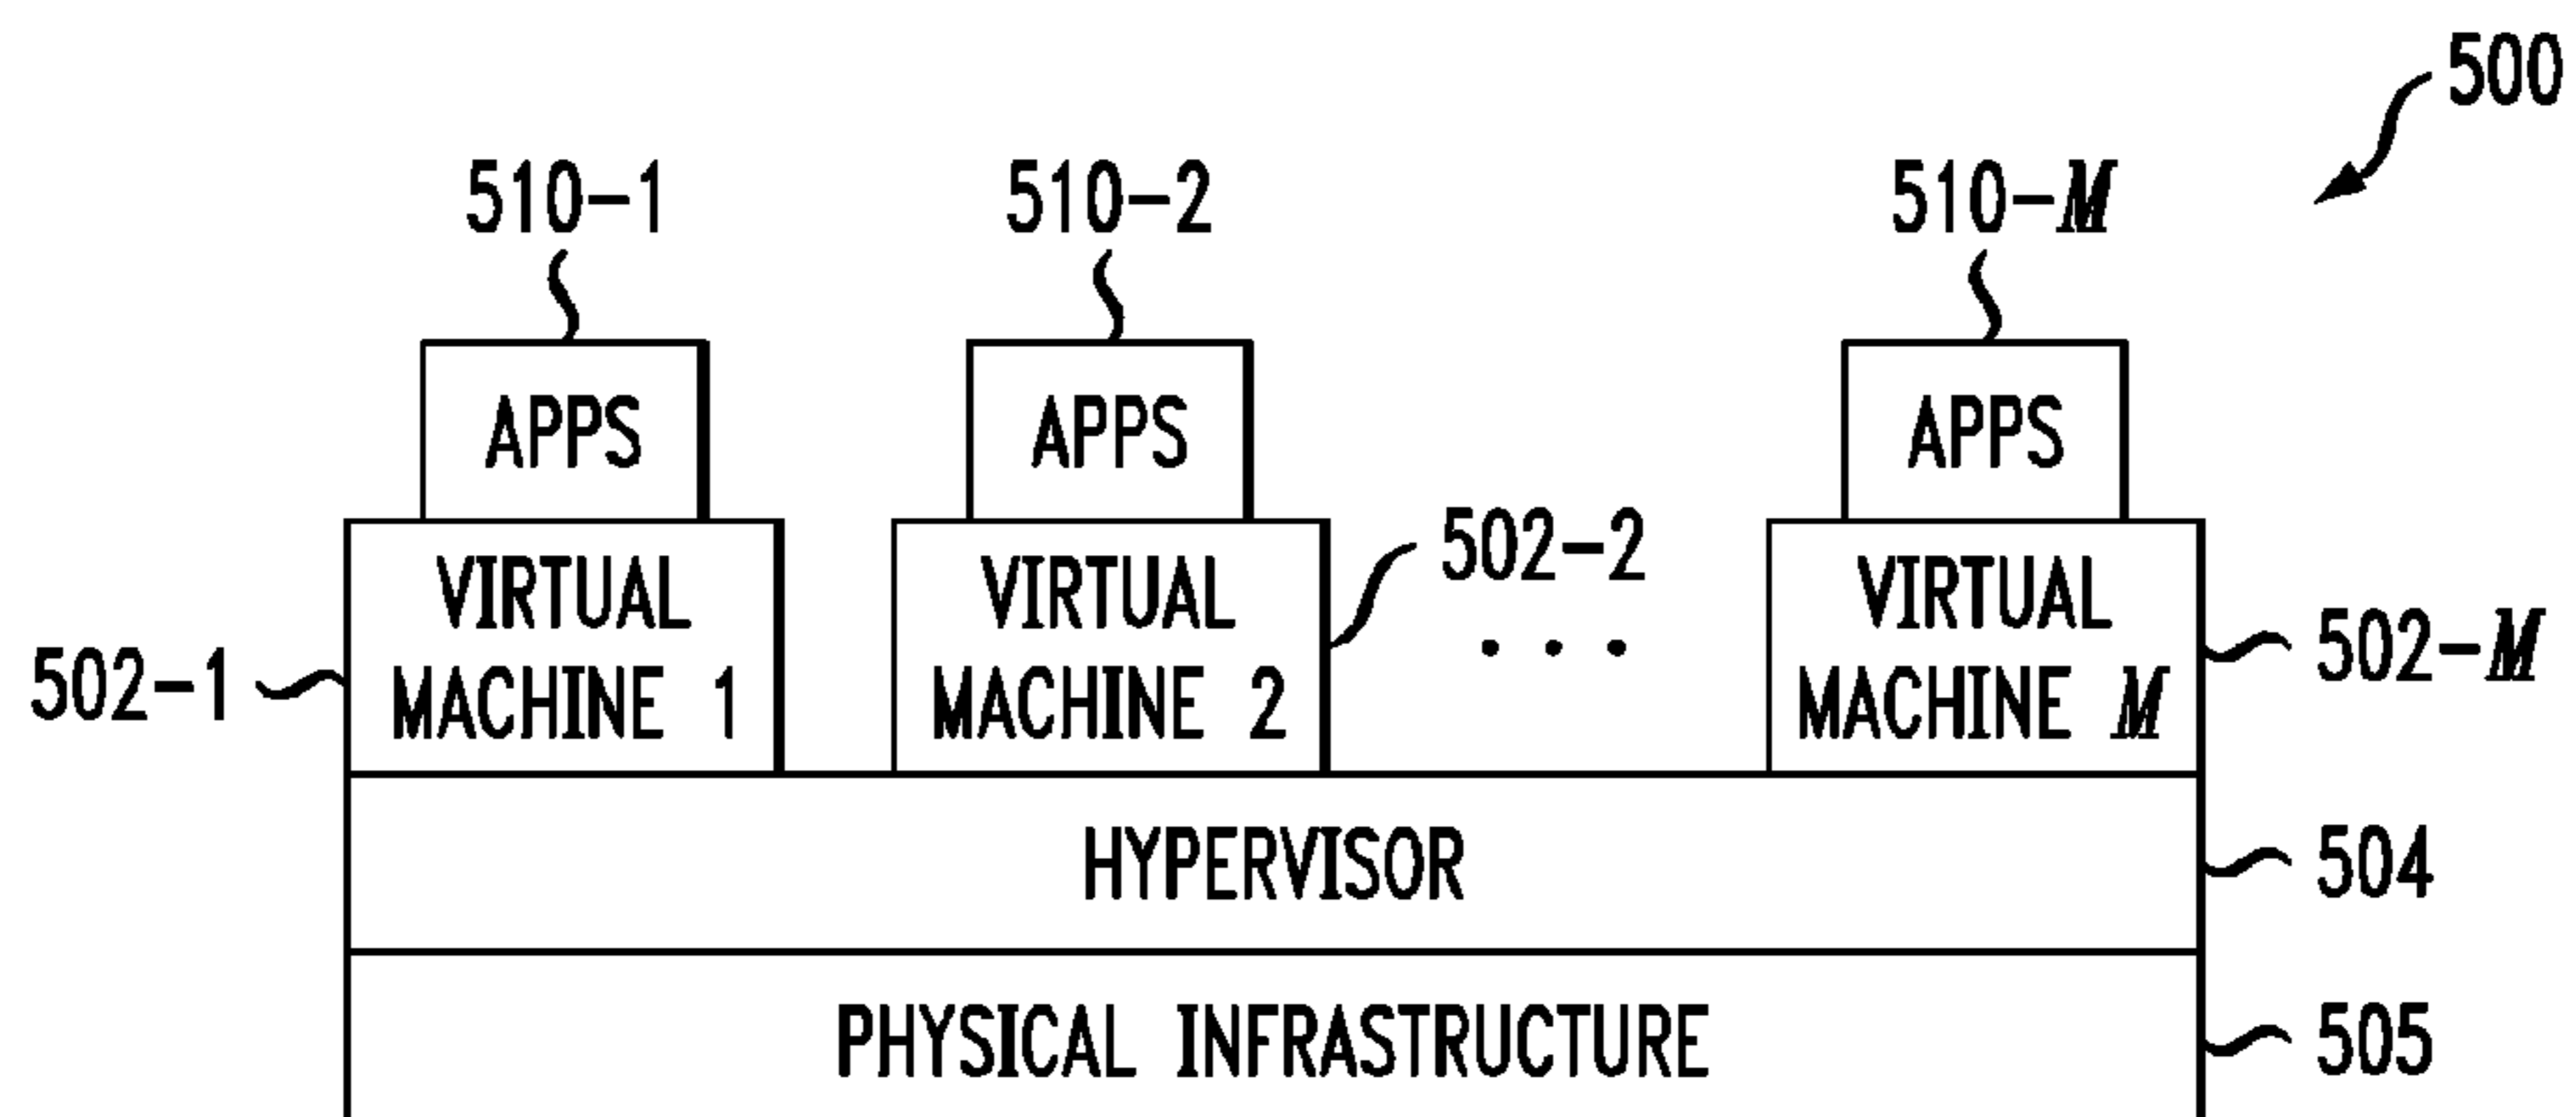 500
510-1
510-2
510-M
APPS
APPS
APPS
502-2
VIRTUAL
MACHINE 1
VIRTUAL
MACHINE 2
. . .
VIRTUAL
MACHINE M
502-1
502-M
HYPERVISOR
504
PHYSICAL INFRASTRUCTURE
505